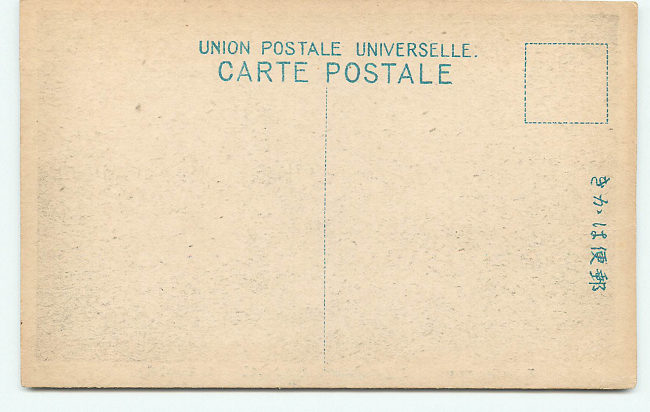 UNION POSTALE UNIVERSELLE.
CARTE POSTALE
郵便はかき